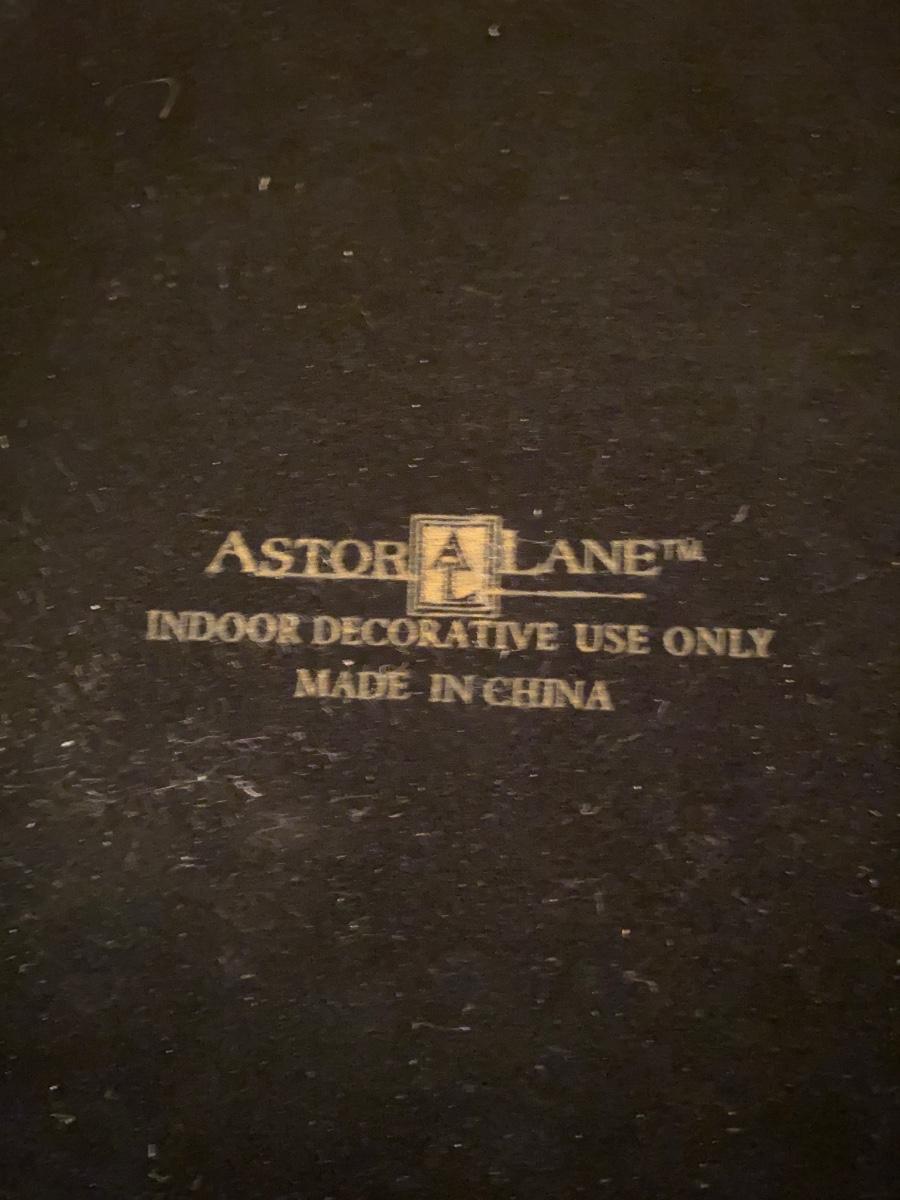 ASTOR AL LANE™
INDOOR DECORATIVE USE ONLY
MADE IN CHINA